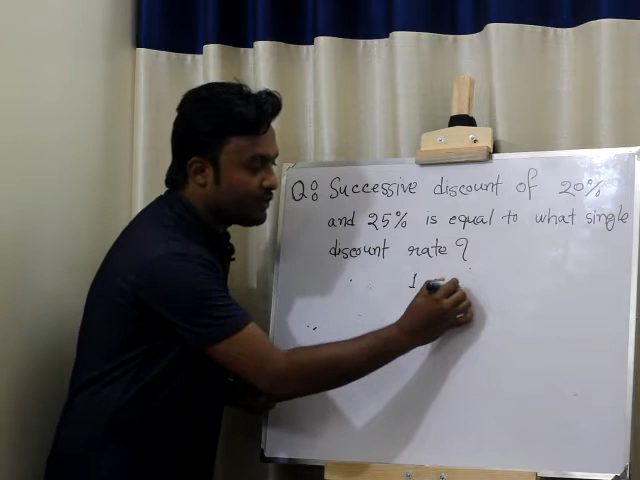 Q: Successive discount of 20%
and 25% is equal to what single
discount rate ?
1